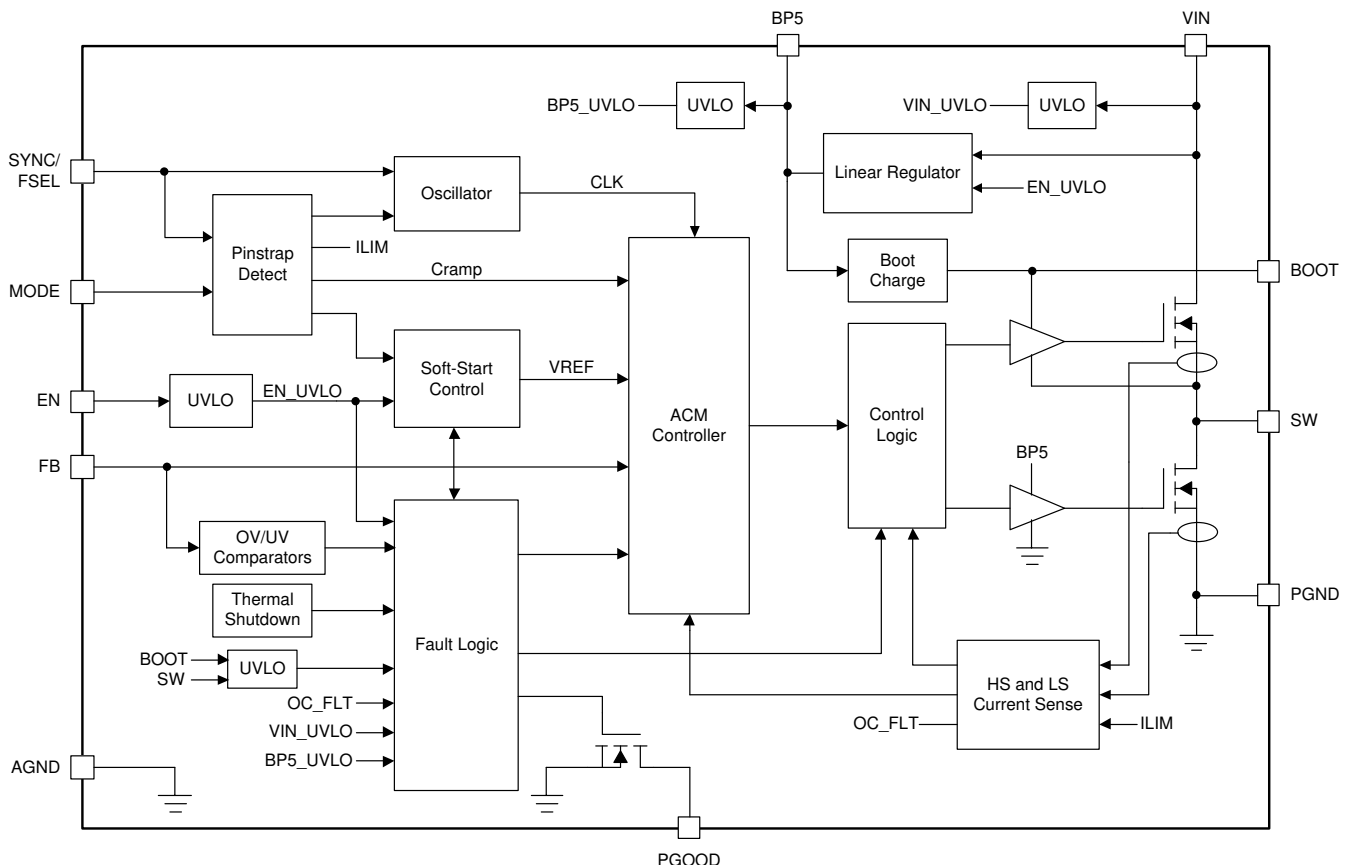 BP5
VIN
BP5_UVLO
UVLO
VIN_UVLO
UVLO
SYNC/
FSEL
Oscillator
CLK
Linear Regulator
EN_UVLO
Pinstrap
Detect
ILIM
Cramp
Boot
Charge
BOOT
MODE
Soft-Start
Control
VREF
EN
UVLO
EN_UVLO
ACM
Controller
Control
Logic
SW
FB
BP5
OV/UV
Comparators
Thermal
Shutdown
PGND
Fault Logic
BOOT
SW
UVLO
OC_FLT
VIN_UVLO
BP5_UVLO
HS and LS
Current Sense
OC_FLT
ILIM
AGND
PGOOD